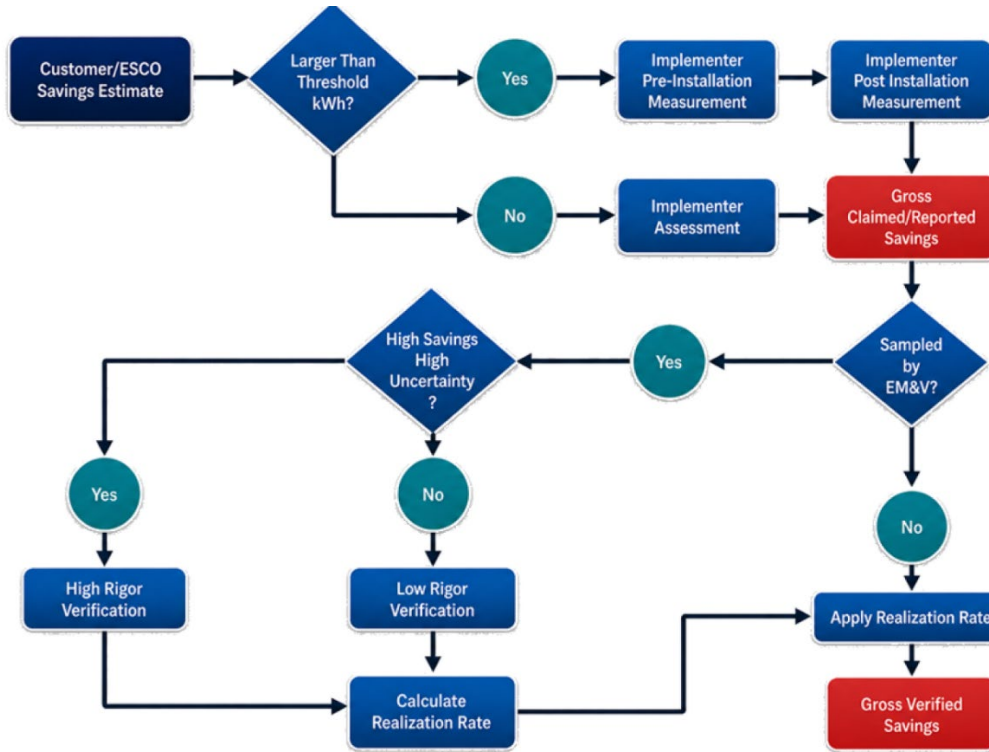 Customer/ESCO
Savings Estimate
Larger Than
Threshold
kWh?
Yes
Implementer
Pre-Installation
Measurement
Implementer
Post Installation
Measurement
No
Implementer
Assessment
Gross
Claimed/Reported
Savings
Sampled
by
EM&V?
Yes
High Savings
High
Uncertainty
?
Yes
No
No
High Rigor
Verification
Low Rigor
Verification
Apply Realization Rate
Calculate
Realization Rate
Gross Verified
Savings